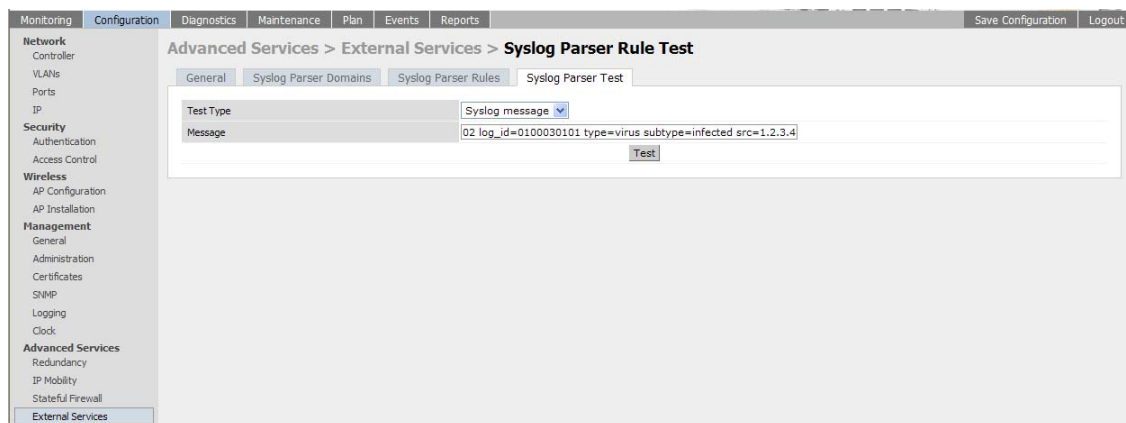 Monitoring Configuration Diagnostics Maintenance Plan Events Reports Save Configuration Logout
Network
Controller
VLANs
Ports
IP
Security
Authentication
Access Control
Wireless
AP Configuration
AP Installation
Management
General
Administration
Certificates
SNMP
Logging
Clock
Advanced Services
Redundancy
IP Mobility
Stateful Firewall
External Services
Advanced Services > External Services > Syslog Parser Rule Test
General Syslog Parser Domains Syslog Parser Rules Syslog Parser Test
Test Type Syslog message
Message 02 log_id=0100030101 type=virus subtype=infected src=1.2.3.4
Test